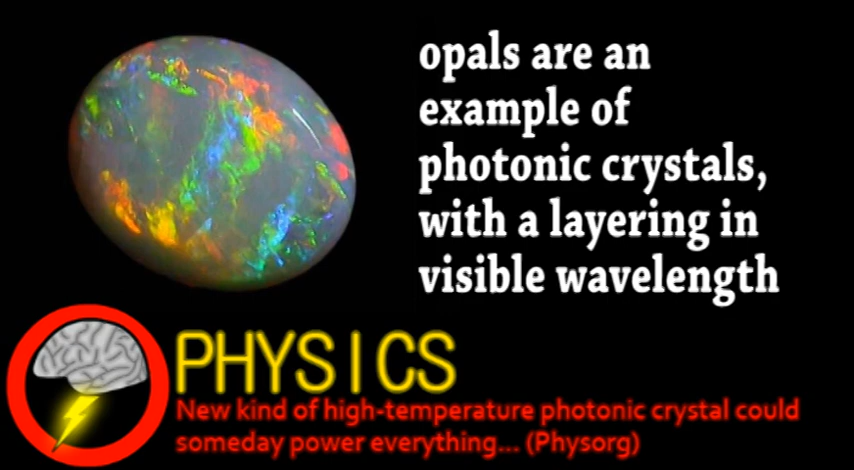 opals are an
example of
photonic crystals,
with a layering in
visible wavelength
PHYSICS
New kind of high-temperature photonic crystal could
someday power everything... (Physorg)